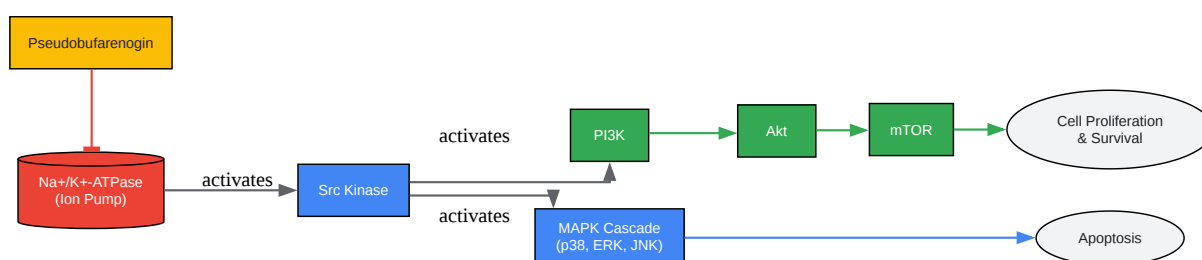 Pseudobufarenogin
Na+/K+-ATPase
(Ion Pump)
activates
Src Kinase
activates
activates
PI3K
Akt
mTOR
Cell Proliferation
& Survival
MAPK Cascade
(p38, ERK, JNK)
Apoptosis